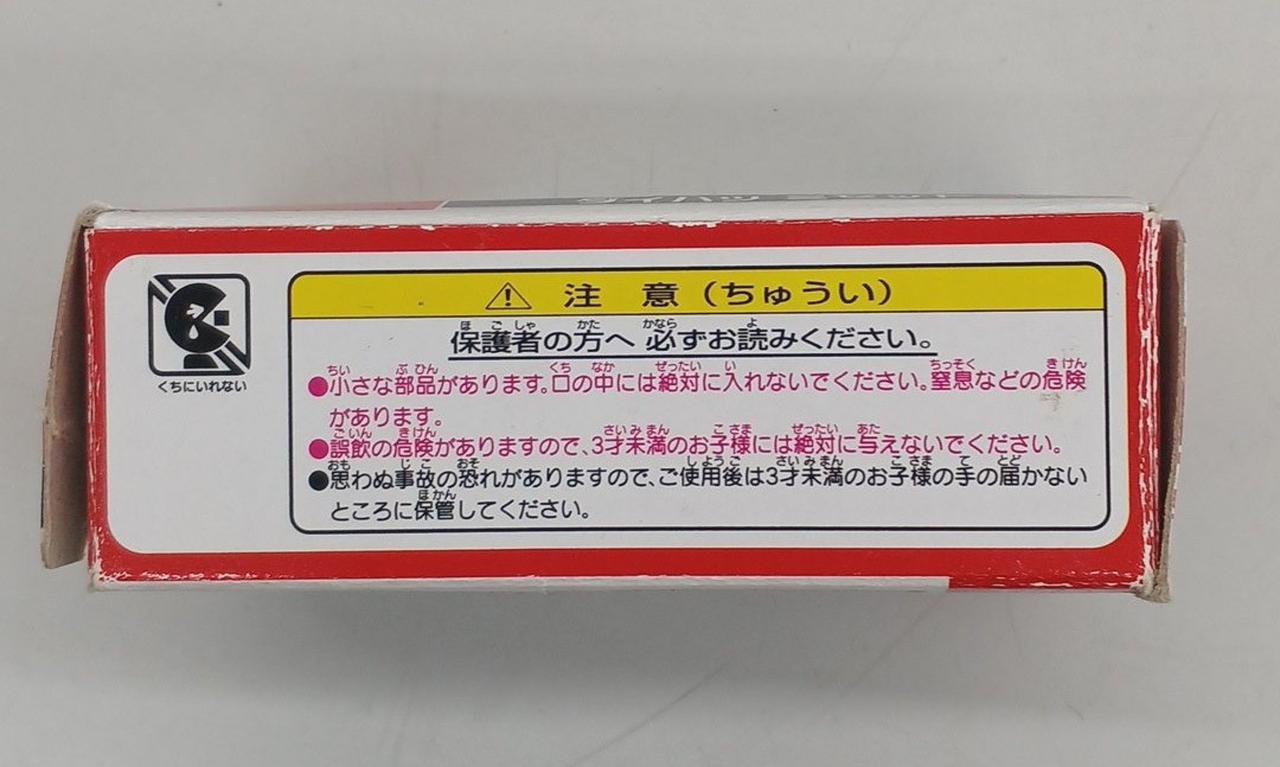 ダイハツ
くちにいれない
⚠ 注 意（ちゅうい）
保護者の方へ 必ずお読みください。
●小さな部品があります。口の中には絶対に入れないでください。窒息などの危険
があります。
●誤飲の危険がありますので、3才未満のお子様には絶対に与えないでください。
●思わぬ事故の恐れがありますので、ご使用後は3才未満のお子様の手の届かない
ところに保管してください。